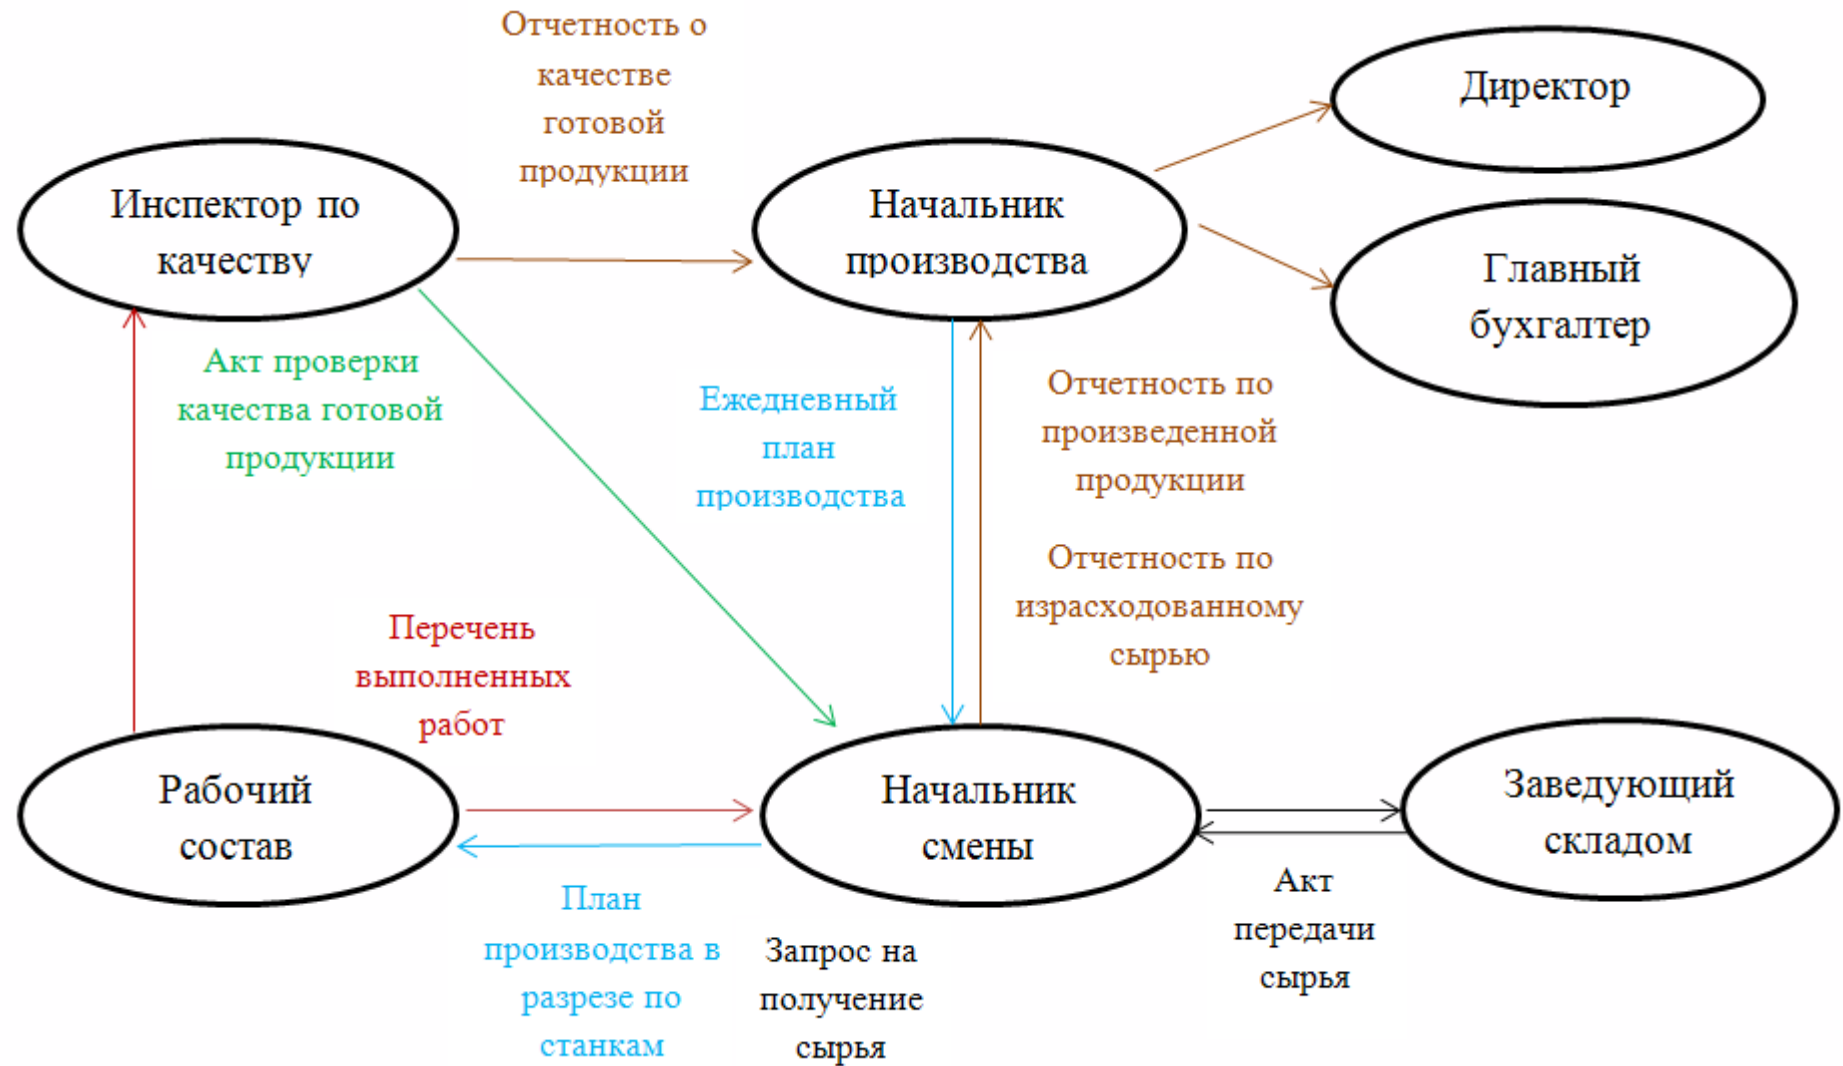 Отчетность о
качестве
готовой
продукции
Директор
Инспектор по
качеству
Начальник
производства
Главный
бухгалтер
Акт проверки
качества готовой
продукции
Ежедневный
план
производства
Отчетность по
произведенной
продукции
Отчетность по
израсходованному
сырью
Перечень
выполненных
работ
Рабочий
состав
Начальник
смены
Заведующий
складом
План
производства в
разрезе по
станкам
Запрос на
получение
сырья
Акт
передачи
сырья